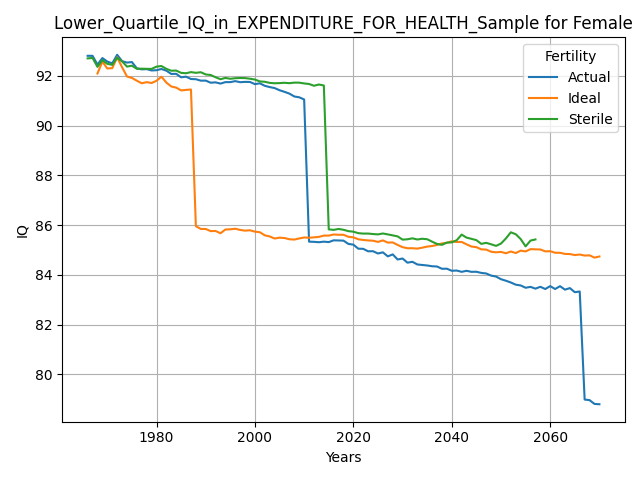 Lower_Quartile_IQ_in_EXPENDITURE_FOR_HEALTH_Sample for Female
Fertility
Actual
Ideal
Sterile
92
90
88
86
84
82
80
IQ
1980
2000
2020
2040
2060
Years